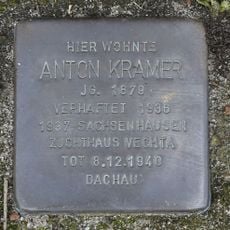 HIER WOHNTE
ANTON KRAMER
JG. 1879
VERHAFTET 1936
1937 SACHSENHAUSEN
ZUCHTHAUS VECHTA
TOT 8.12.1940
DACHAU